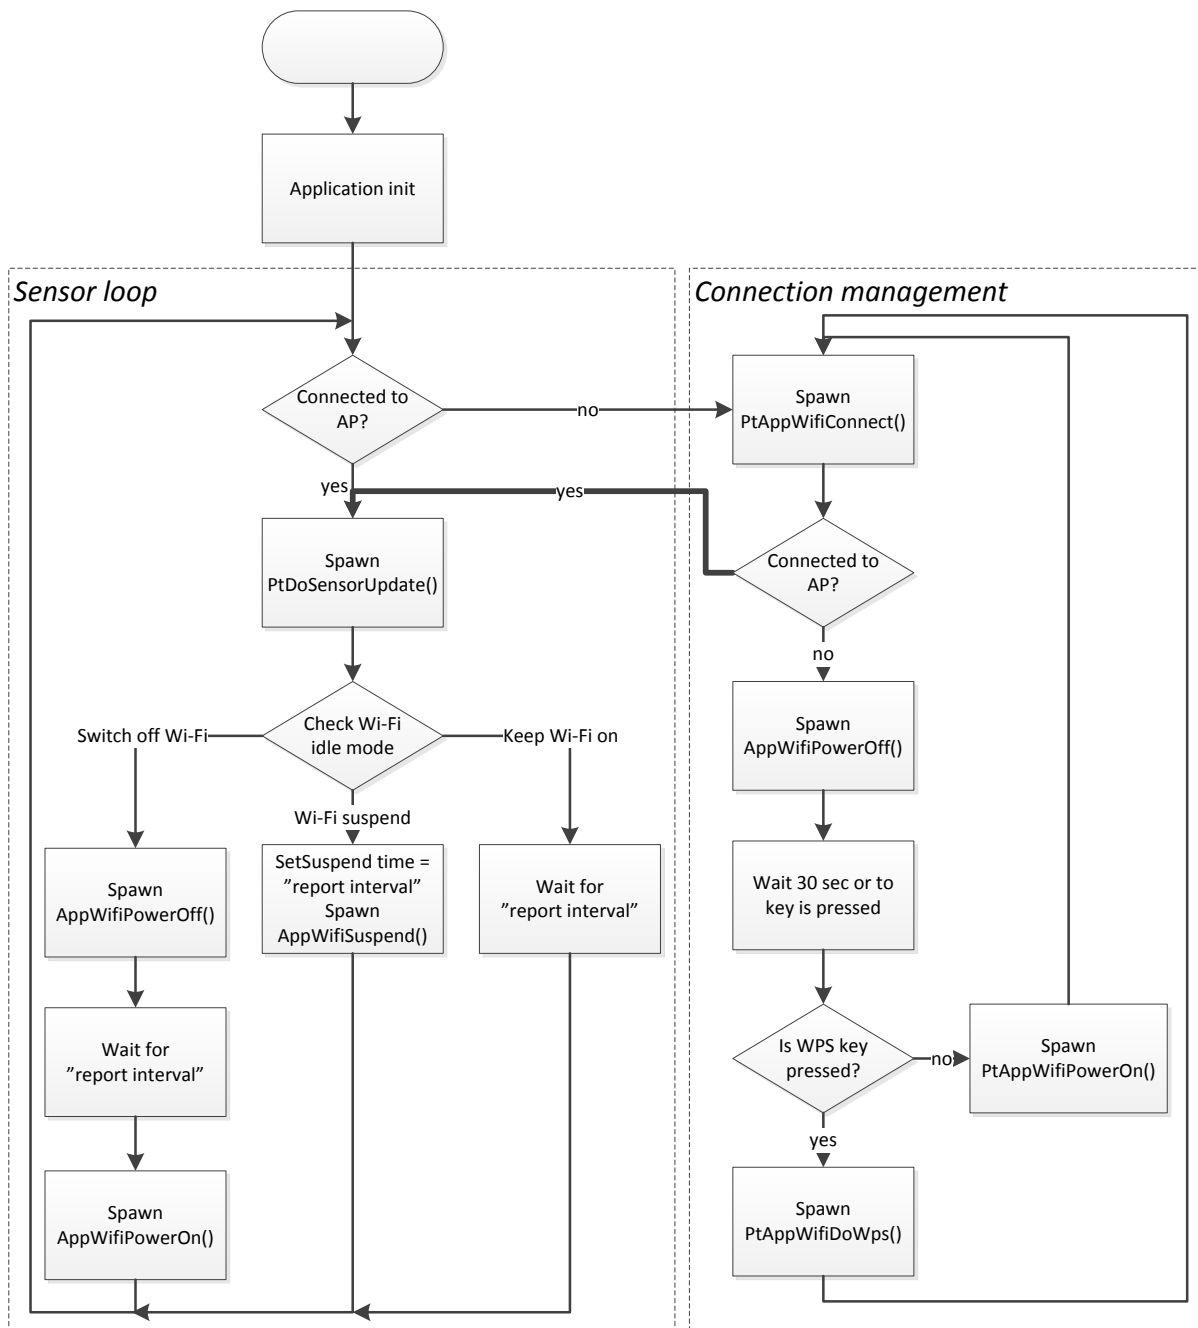 Application init
Sensor loop
Connected to
AP?
no
yes
Spawn
PtDoSensorUpdate()
Check Wi-Fi
idle mode
Switch off Wi-Fi
Keep Wi-Fi on
Wi-Fi suspend
Spawn
AppWifiPowerOff()
SetSuspend time =
”report interval”
Spawn
AppWifiSuspend()
Wait for
”report interval”
Wait for
”report interval”
Spawn
AppWifiPowerOn()
Connection management
Spawn
PtAppWifiConnect()
yes
Connected to
AP?
no
Spawn
AppWifiPowerOff()
Wait 30 sec or to
key is pressed
Is WPS key
pressed?
no
Spawn
PtAppWifiPowerOn()
yes
Spawn
PtAppWifiDoWps()